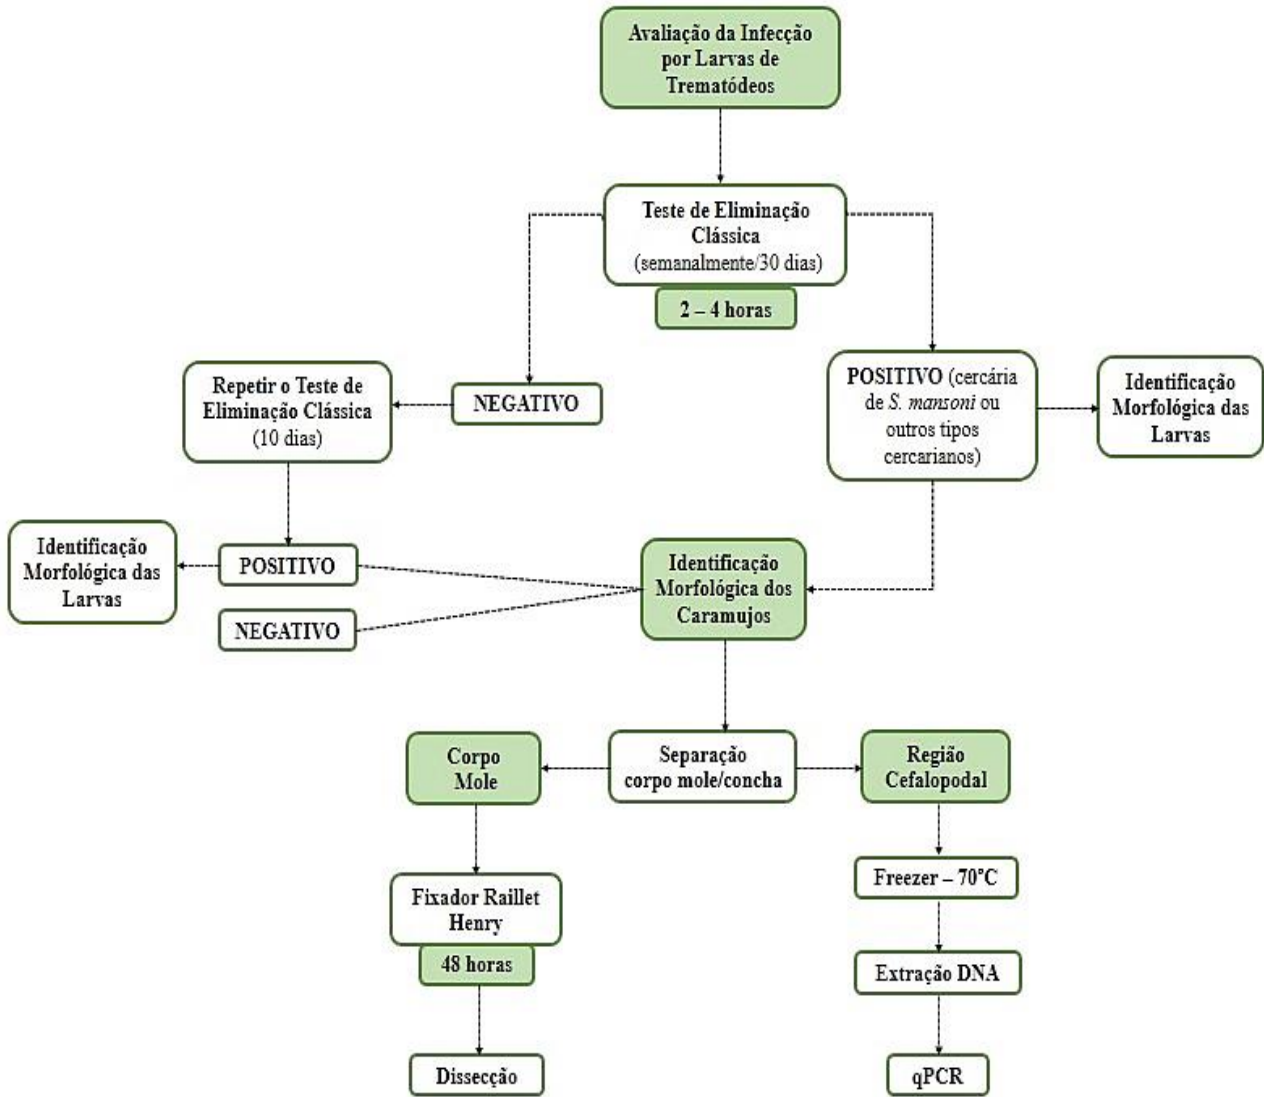 Avaliação da Infecção
por Larvas de
Trematódeos
Teste de Eliminação
Clássica
(semanalmente/30 dias)
2 – 4 horas
Repetir o Teste de
Eliminação Clássica
(10 dias)
NEGATIVO
POSITIVO (cercária
de S. mansoni ou
outros tipos
cercarianos)
Identificação
Morfológica das
Larvas
Identificação
Morfológica das
Larvas
POSITIVO
NEGATIVO
Identificação
Morfológica dos
Caramujos
Corpo
Mole
Separação
corpo mole/concha
Região
Cefalopodal
Fixador Raillet
Henry
48 horas
Dissecção
Freezer – 70°C
Extração DNA
qPCR